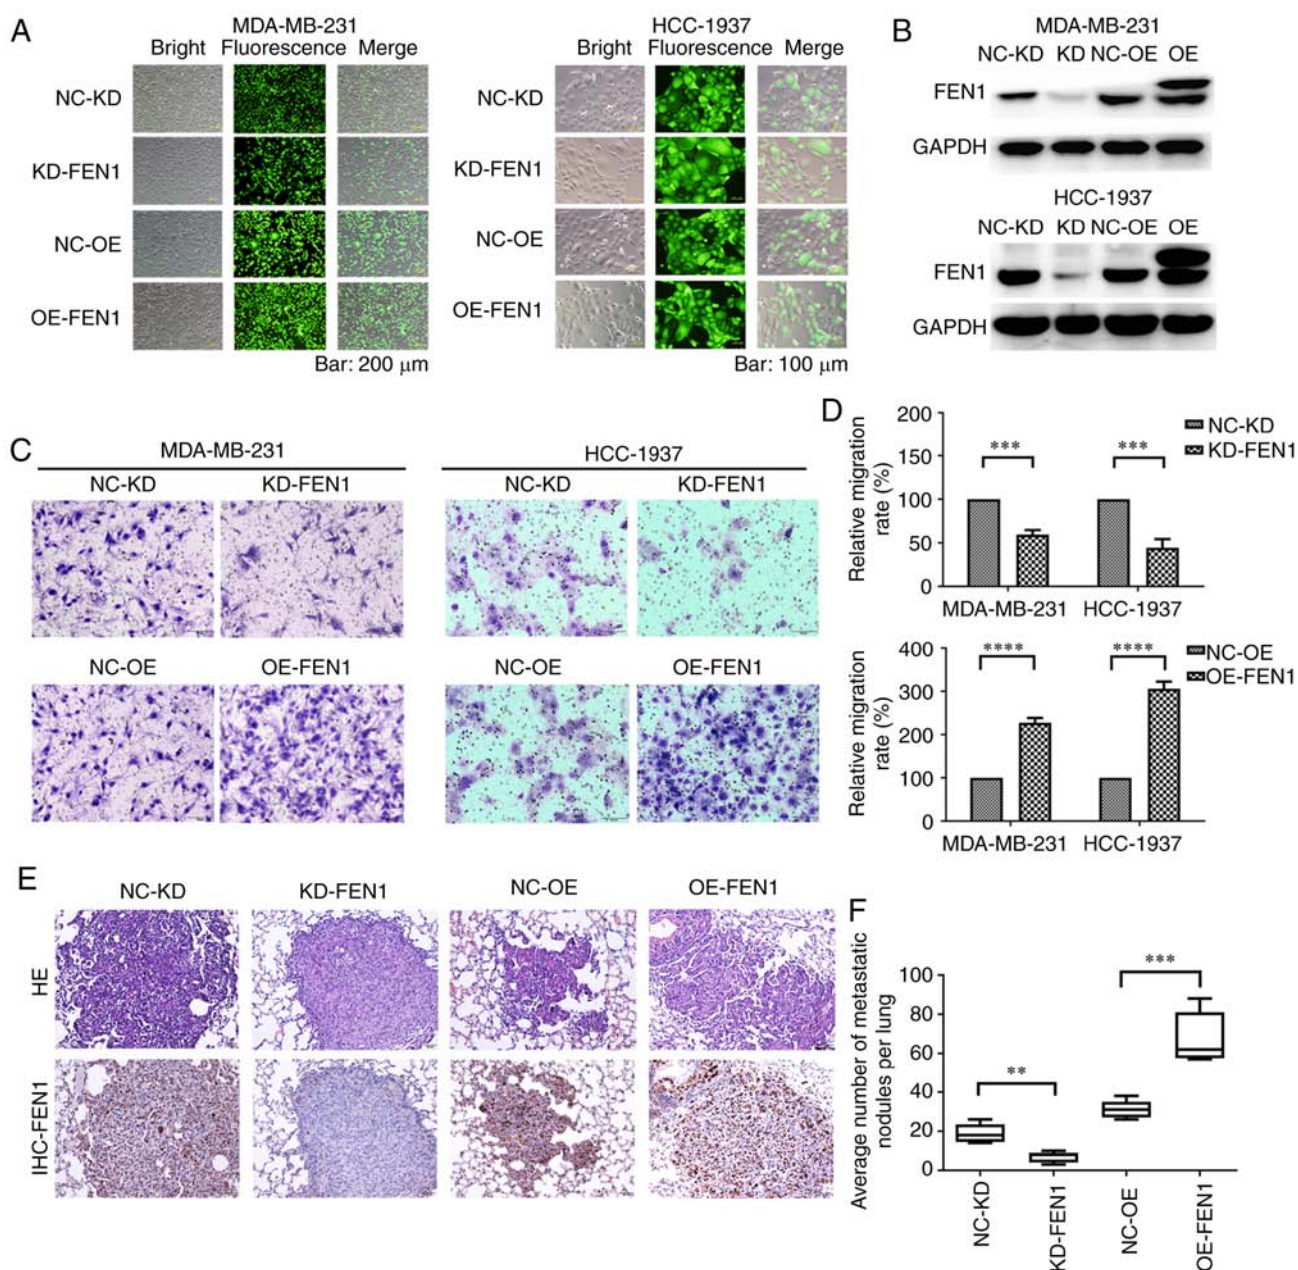 A
MDA-MB-231
Bright Fluorescence Merge
NC-KD
KD-FEN1
NC-OE
OE-FEN1
Bar: 200 μm
HCC-1937
Bright Fluorescence Merge
NC-KD
KD-FEN1
NC-OE
OE-FEN1
Bar: 100 μm
B
MDA-MB-231
NC-KD KD NC-OE OE
FEN1
GAPDH
HCC-1937
NC-KD KD NC-OE OE
FEN1
GAPDH
C
MDA-MB-231
NC-KD KD-FEN1
NC-OE OE-FEN1
HCC-1937
NC-KD KD-FEN1
NC-OE OE-FEN1
D
Relative migration
rate (%)
200
150
100
50
0
*** ***
NC-KD
KD-FEN1
MDA-MB-231 HCC-1937
Relative migration
rate (%)
400
300
200
100
0
**** ****
NC-OE
OE-FEN1
MDA-MB-231 HCC-1937
E
NC-KD KD-FEN1 NC-OE OE-FEN1
HE
IHC-FEN1
F
Average number of metastatic
nodules per lung
100
80
60
40
20
0
** ***
NC-KD
KD-FEN1
NC-OE
OE-FEN1